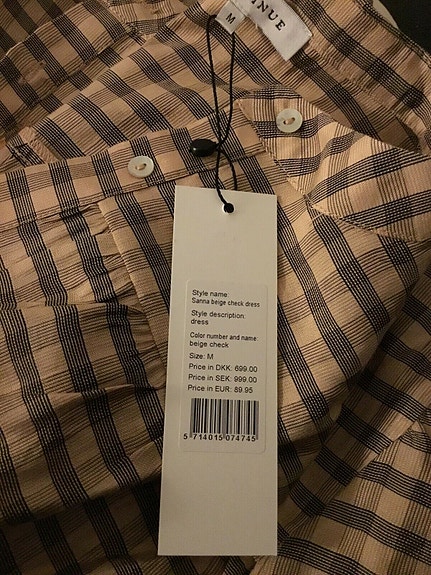 M
INUE
Style name:
Sanna beige check dress
Style description:
dress
Color number and name
beige check
Size: M
Price in DKK: 699.00
Price in SEK: 999.00
Price in EUR: 89.95
5 714015 074745